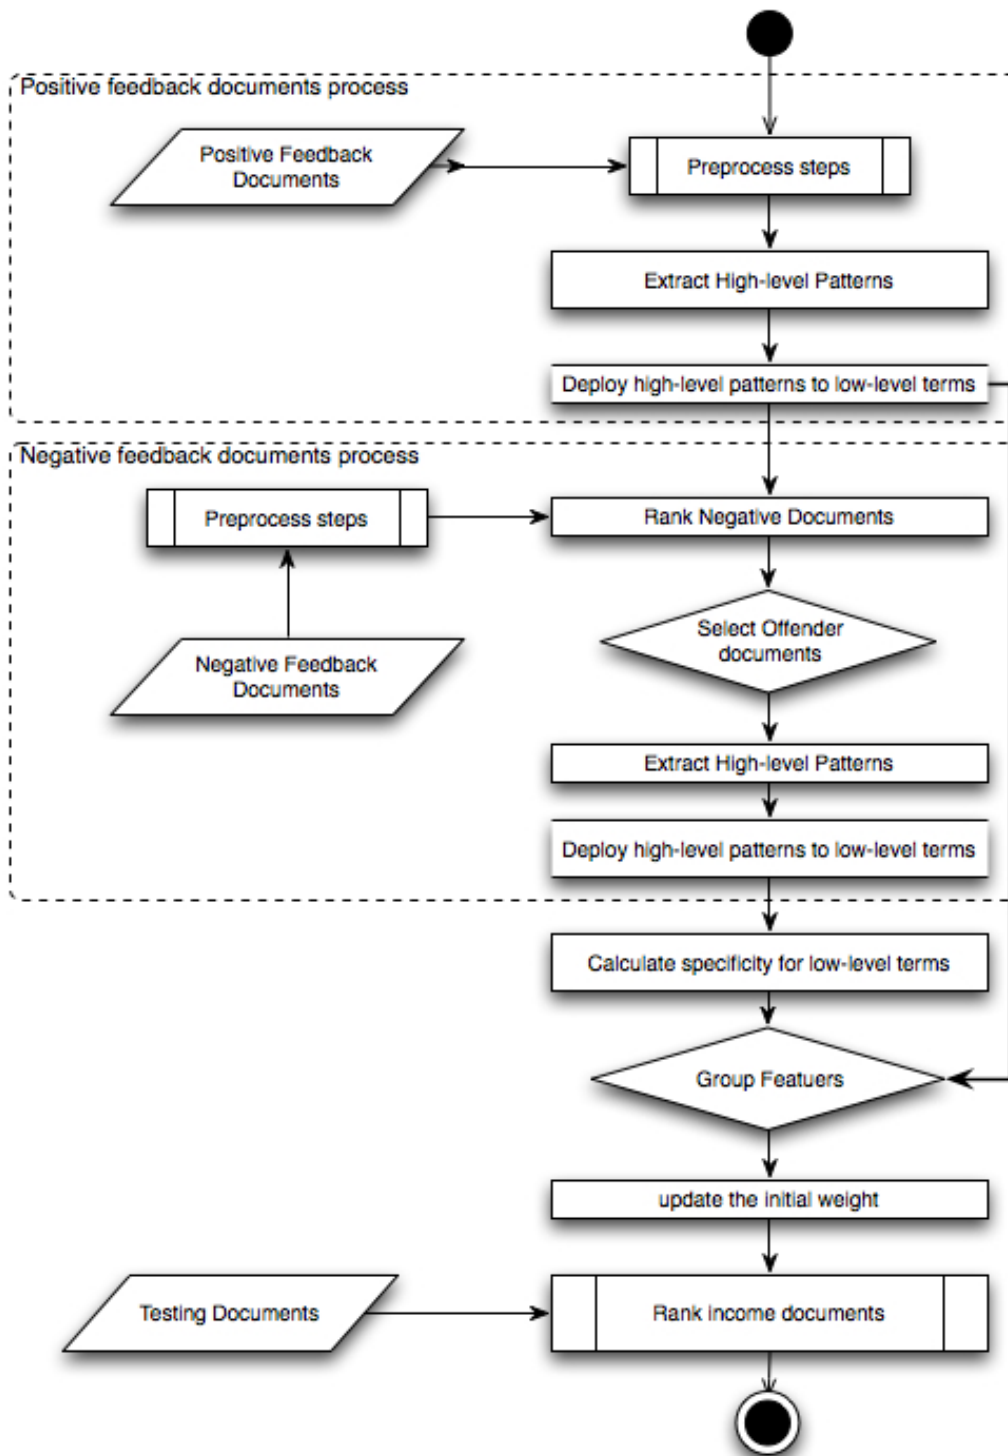 Positive feedback documents process
Positive Feedback
Documents
Preprocess steps
Extract High-level Patterns
Deploy high-level patterns to low-level terms
Negative feedback documents process
Preprocess steps
Rank Negative Documents
Select Offender
documents
Negative Feedback
Documents
Extract High-level Patterns
Deploy high-level patterns to low-level terms
Calculate specificity for low-level terms
Group Featuers
update the initial weight
Testing Documents
Rank income documents